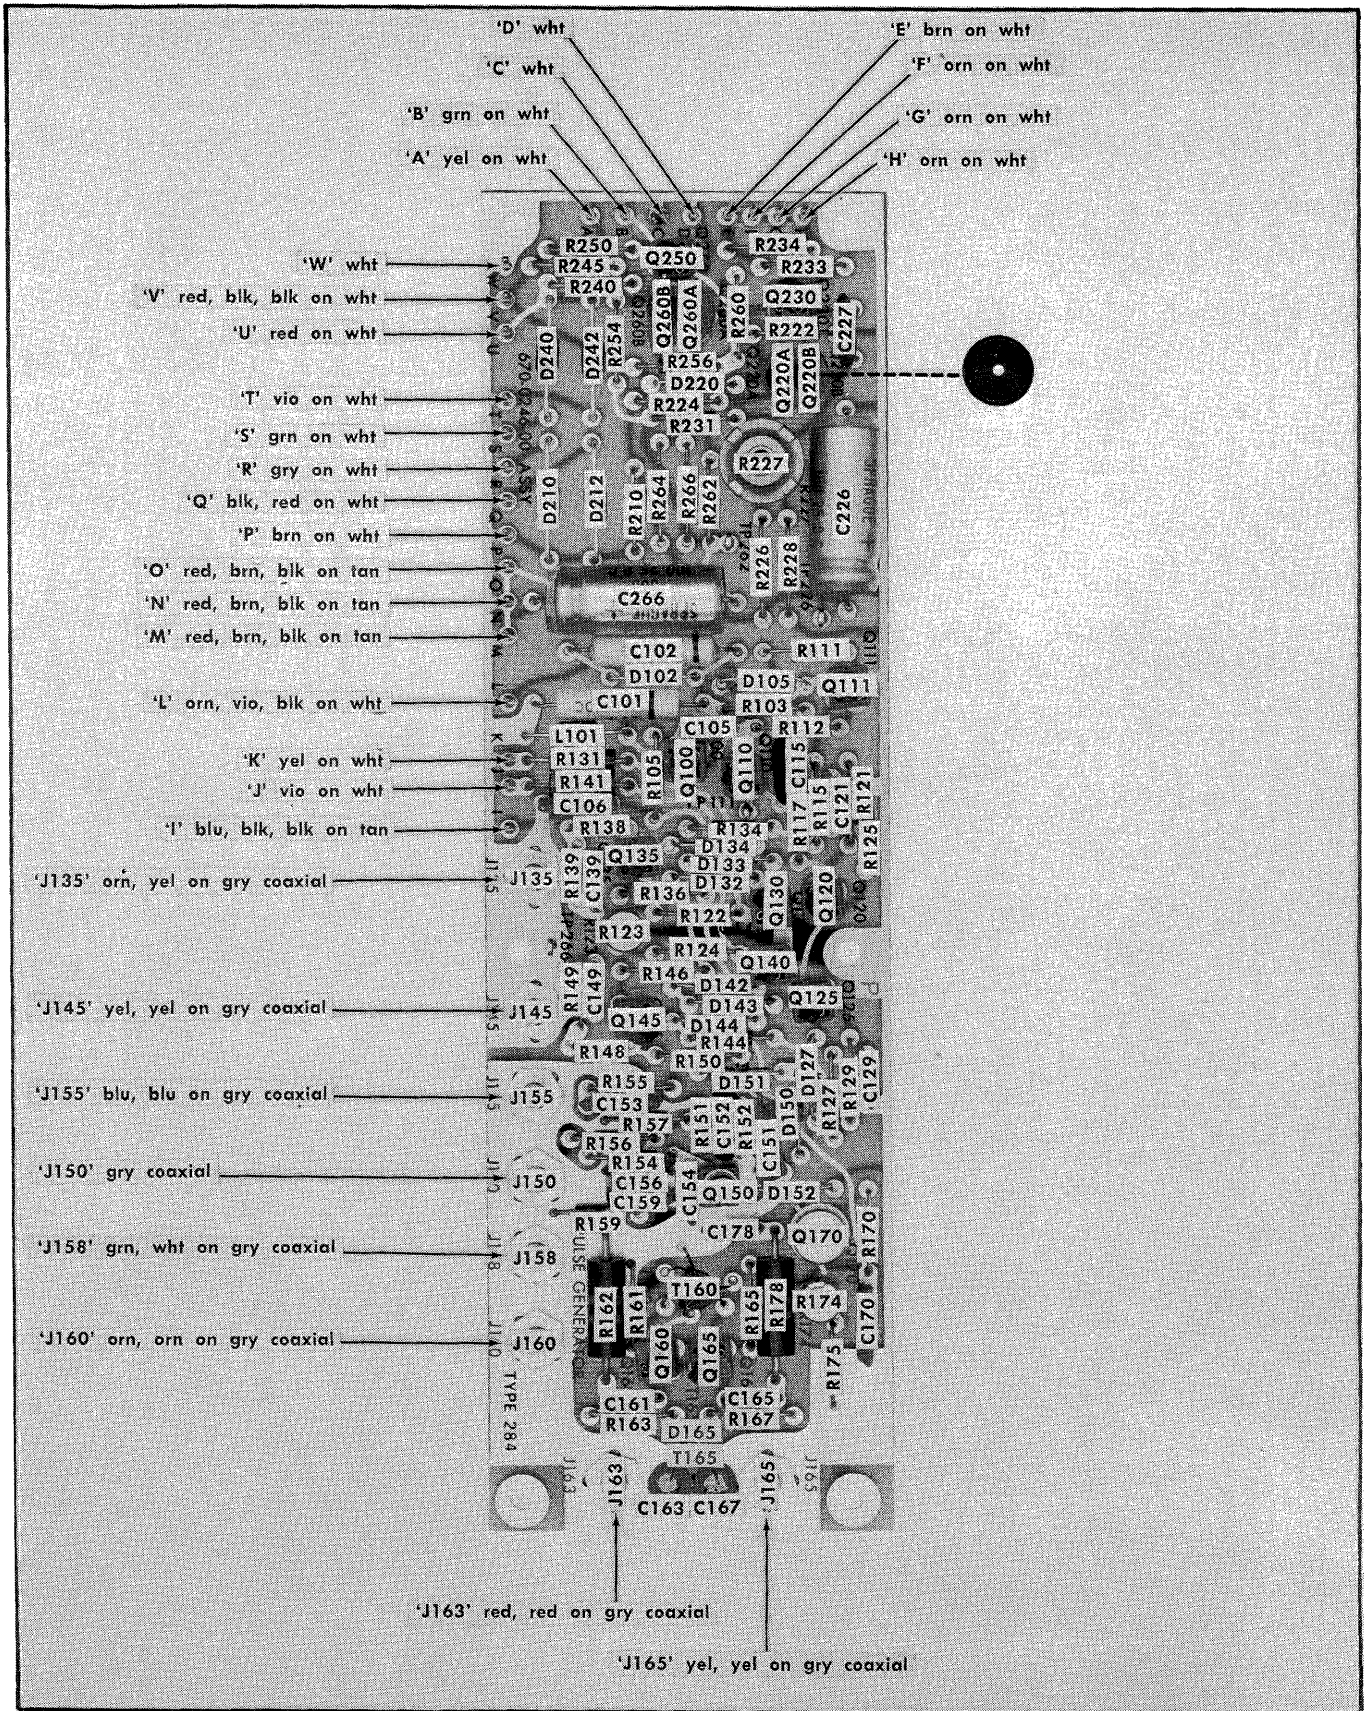 'D' wht
'E' brn on wht
'C' wht
'F' orn on wht
'B' grn on wht
'G' orn on wht
'A' yel on wht
'H' orn on wht
R250
R234
Q250
'W' wht
R245
R233
'V' red, blk, blk on wht
R240
Q260B
Q260A
R260
Q230
C227
'U' red on wht
R222
D240
D242
R254
R256
Q220A
Q220B
D220
'T' vio on wht
R224
R231
'S' grn on wht
'R' gry on wht
R227
'Q' blk, red on wht
D210
D212
R210
R264
R266
R262
C226
'P' brn on wht
R226
R228
'O' red, brn, blk on tan
'N' red, brn, blk on tan
C266
'M' red, brn, blk on tan
C102
R111
D102
D105
Q111
'L' orn, vio, blk on wht
C101
R103
C105
R112
L101
'K' yel on wht
R131
R105
Q100
Q110
C115
R141
'J' vio on wht
C106
R117
R115
C121
R121
'I' blu, blk, blk on tan
R138
R134
D134
R125
Q135
D133
'J135' orn, yel on gry coaxial
J135
R139
C139
D132
R136
Q130
Q120
Q120
R122
R123
R124
Q140
R146
R149
C149
D142
Q125
D143
'J145' yel, yel on gry coaxial
J145
Q145
D144
R144
R148
R150
D127
D151
R155
R129
C129
'J155' blu, blu on gry coaxial
J155
C153
R127
D150
R151
C152
R152
R157
R156
C151
R154
'J150' gry coaxial
J150
C156
C154
Q150
D152
C159
R159
C178
Q170
R170
'J158' grn, wht on gry coaxial
J158
PULSE GENERATOR
T160
R162
R161
R165
R178
R174
C170
'J160' orn, orn on gry coaxial
J160
Q160
Q165
R175
TYPE 284
C161
C165
R163
R167
D165
T165
J163
J163
J165
J165
C163
C167
'J163' red, red on gry coaxial
'J165' yel, yel on gry coaxial